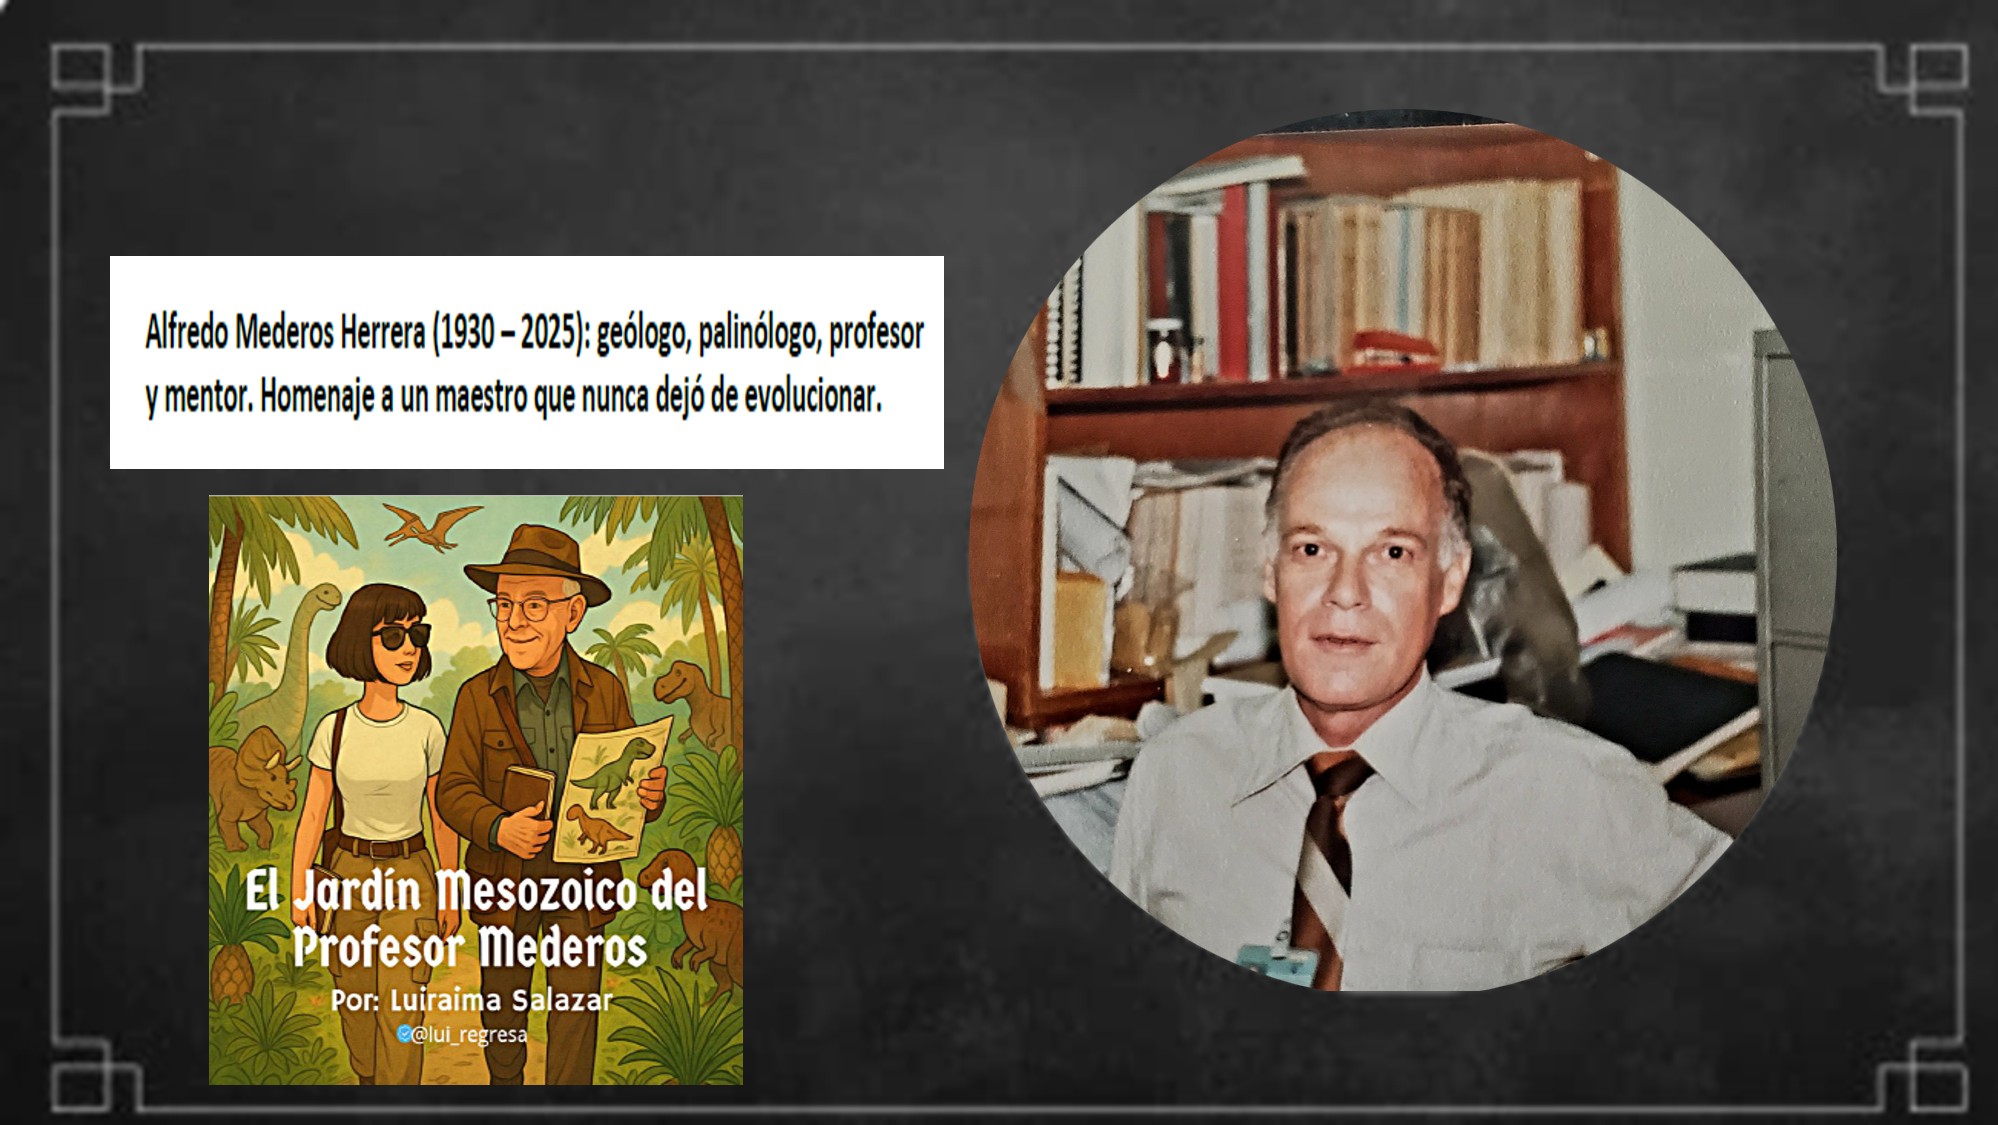 Alfredo Mederos Herrera (1930 – 2025): geólogo, palinólogo, profesor
y mentor. Homenaje a un maestro que nunca dejó de evolucionar.
El Jardín Mesozoico del
Profesor Mederos
Por: Luiraima Salazar
@lui_regresa